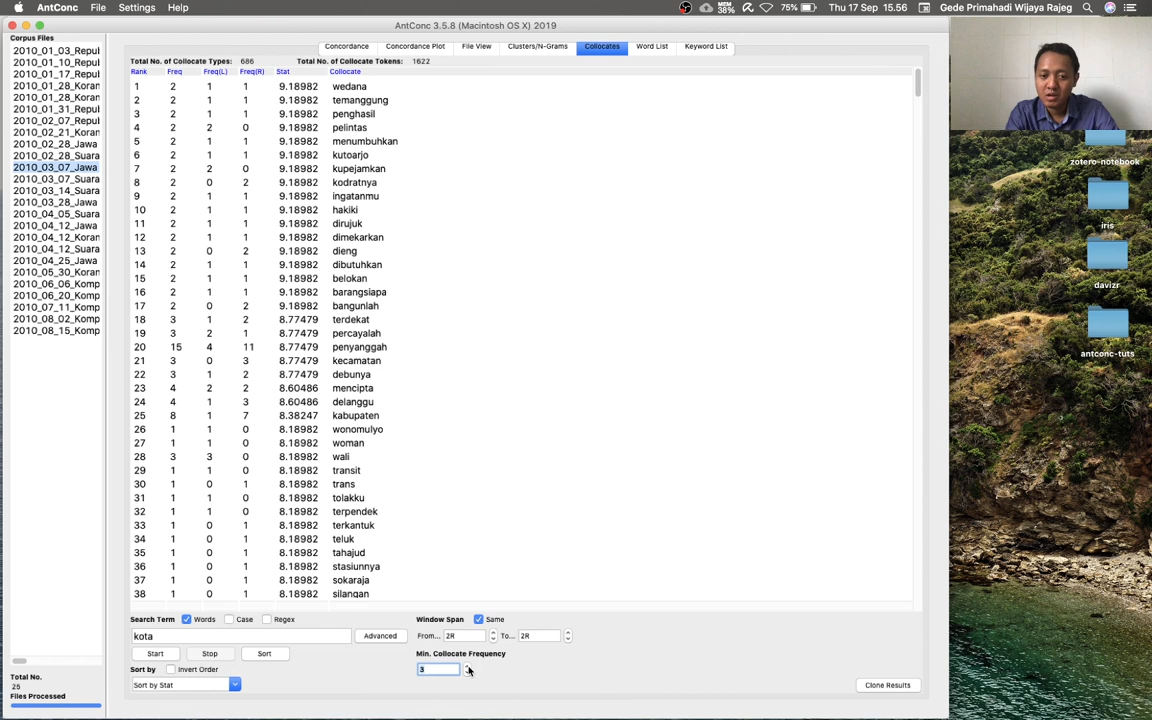 AntConc File Settings Help MEM 38% 75% Thu 17 Sep 15.56 Gede Primahadi Wijaya Rajeg
AntConc 3.5.8 (Macintosh OS X) 2019
Corpus Files
2010_01_03_Repub
2010_01_10_Repub
2010_01_17_Repub
2010_01_28_Koran
2010_01_28_Koran
2010_01_31_Repub
2010_02_07_Repub
2010_02_21_Koran
2010_02_28_Jawa
2010_02_28_Suara
2010_03_07_Jawa
2010_03_07_Suara
2010_03_14_Suara
2010_03_28_Jawa
2010_04_05_Suara
2010_04_12_Jawa
2010_04_12_Koran
2010_04_12_Suara
2010_04_25_Jawa
2010_05_30_Koran
2010_06_06_Komp
2010_06_20_Komp
2010_07_11_Komp
2010_08_02_Komp
2010_08_15_Komp
Total No.
25
Files Processed
Concordance Concordance Plot File View Clusters/N-Grams Collocates Word List Keyword List
Total No. of Collocate Types: 686 Total No. of Collocate Tokens: 1622
Rank Freq Freq(L) Freq(R) Stat Collocate
1 2 1 1 9.18982 wedana
2 2 1 1 9.18982 temanggung
3 2 1 1 9.18982 penghasil
4 2 2 0 9.18982 pelintas
5 2 1 1 9.18982 menumbuhkan
6 2 1 1 9.18982 kutoarjo
7 2 2 0 9.18982 kupejamkan
8 2 0 2 9.18982 kodratnya
9 2 1 1 9.18982 ingatanmu
10 2 1 1 9.18982 hakiki
11 2 1 1 9.18982 dirujuk
12 2 1 1 9.18982 dimekarkan
13 2 0 2 9.18982 dieng
14 2 1 1 9.18982 dibutuhkan
15 2 1 1 9.18982 belokan
16 2 1 1 9.18982 barangsiapa
17 2 0 2 9.18982 bangunlah
18 3 1 2 8.77479 terdekat
19 3 2 1 8.77479 percayalah
20 15 4 11 8.77479 penyanggah
21 3 0 3 8.77479 kecamatan
22 3 1 2 8.77479 debunya
23 4 2 2 8.60486 mencipta
24 4 1 3 8.60486 delanggu
25 8 1 7 8.38247 kabupaten
26 1 1 0 8.18982 wonomulyo
27 1 1 0 8.18982 woman
28 3 3 0 8.18982 wali
29 1 1 0 8.18982 transit
30 1 0 1 8.18982 trans
31 1 1 0 8.18982 tolakku
32 1 1 0 8.18982 terpendek
33 1 0 1 8.18982 terkantuk
34 1 0 1 8.18982 teluk
35 1 0 1 8.18982 tahajud
36 1 0 1 8.18982 stasiunnya
37 1 0 1 8.18982 sokaraja
38 1 0 1 8.18982 silangan
Search Term Words Case Regex
kota Advanced
Start Stop Sort
Sort by Invert Order
Sort by Stat
Window Span Same
From... 2R To... 2R
Min. Collocate Frequency
3
Clone Results
zotero-notebook
iris
davizr
antconc-tuts